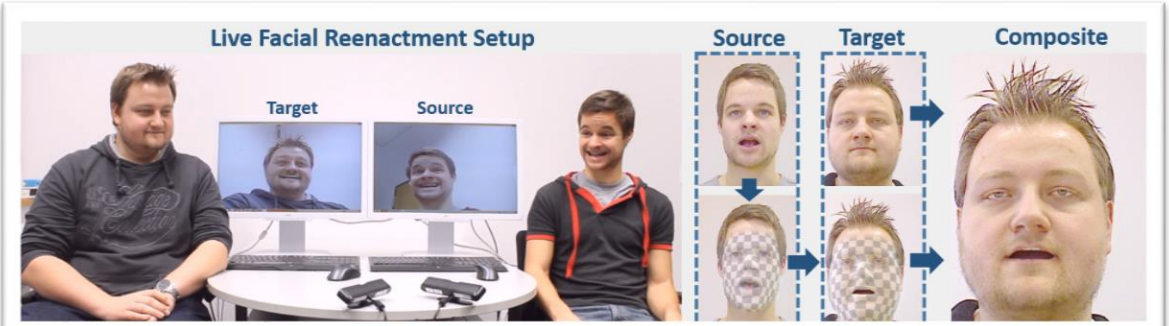 Live Facial Reenactment Setup
Source
Target
Composite
Target
Source